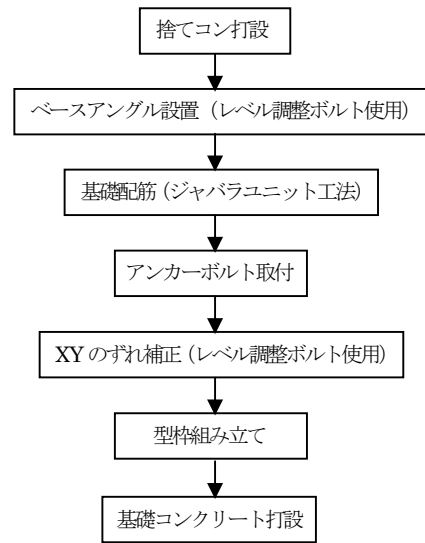 捨てコン打設
ベースアングル設置（レベル調整ボルト使用）
基礎配筋（ジャバラユニット工法）
アンカーボルト取付
XYのずれ補正（レベル調整ボルト使用）
型枠組み立て
基礎コンクリート打設